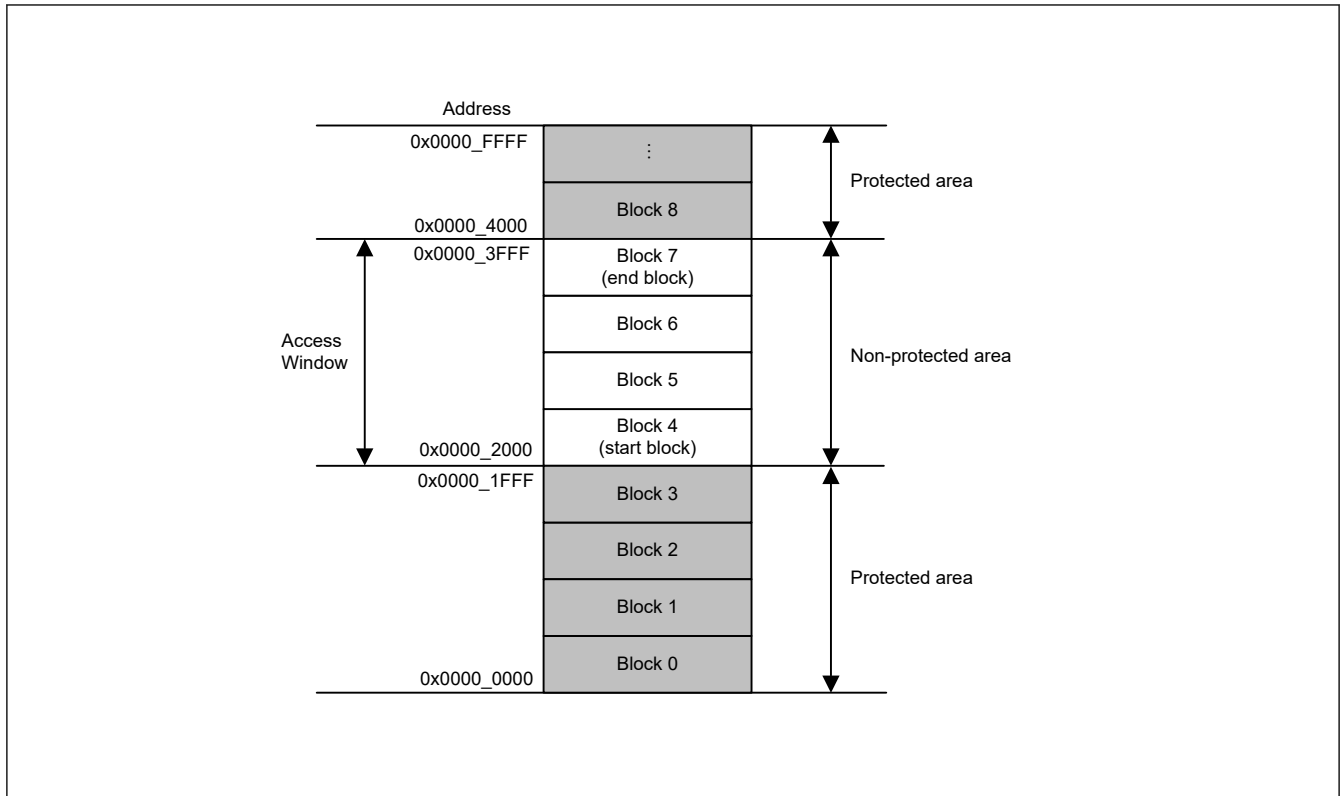 Address
0x0000_FFFF
⋮
Protected area
Block 8
0x0000_4000
0x0000_3FFF
Block 7
(end block)
Block 6
Access
Window
Non-protected area
Block 5
Block 4
(start block)
0x0000_2000
0x0000_1FFF
Block 3
Block 2
Protected area
Block 1
Block 0
0x0000_0000